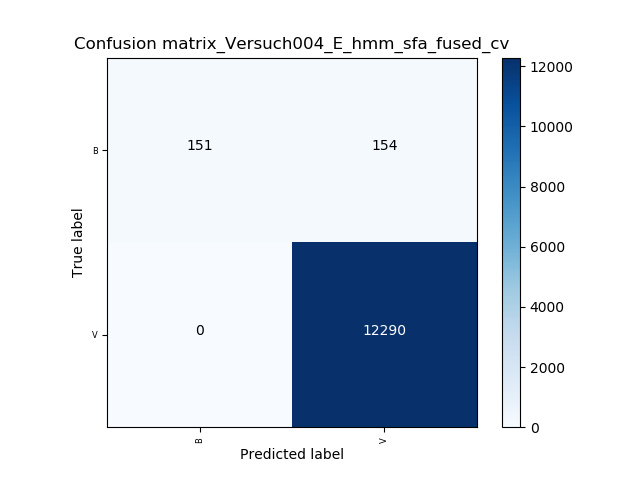 Confusion matrix_Versuch004_E_hmm_sfa_fused_cv
12000
10000
8000
6000
4000
2000
0
True label
B
151 154
V
0 12290
B V
Predicted label